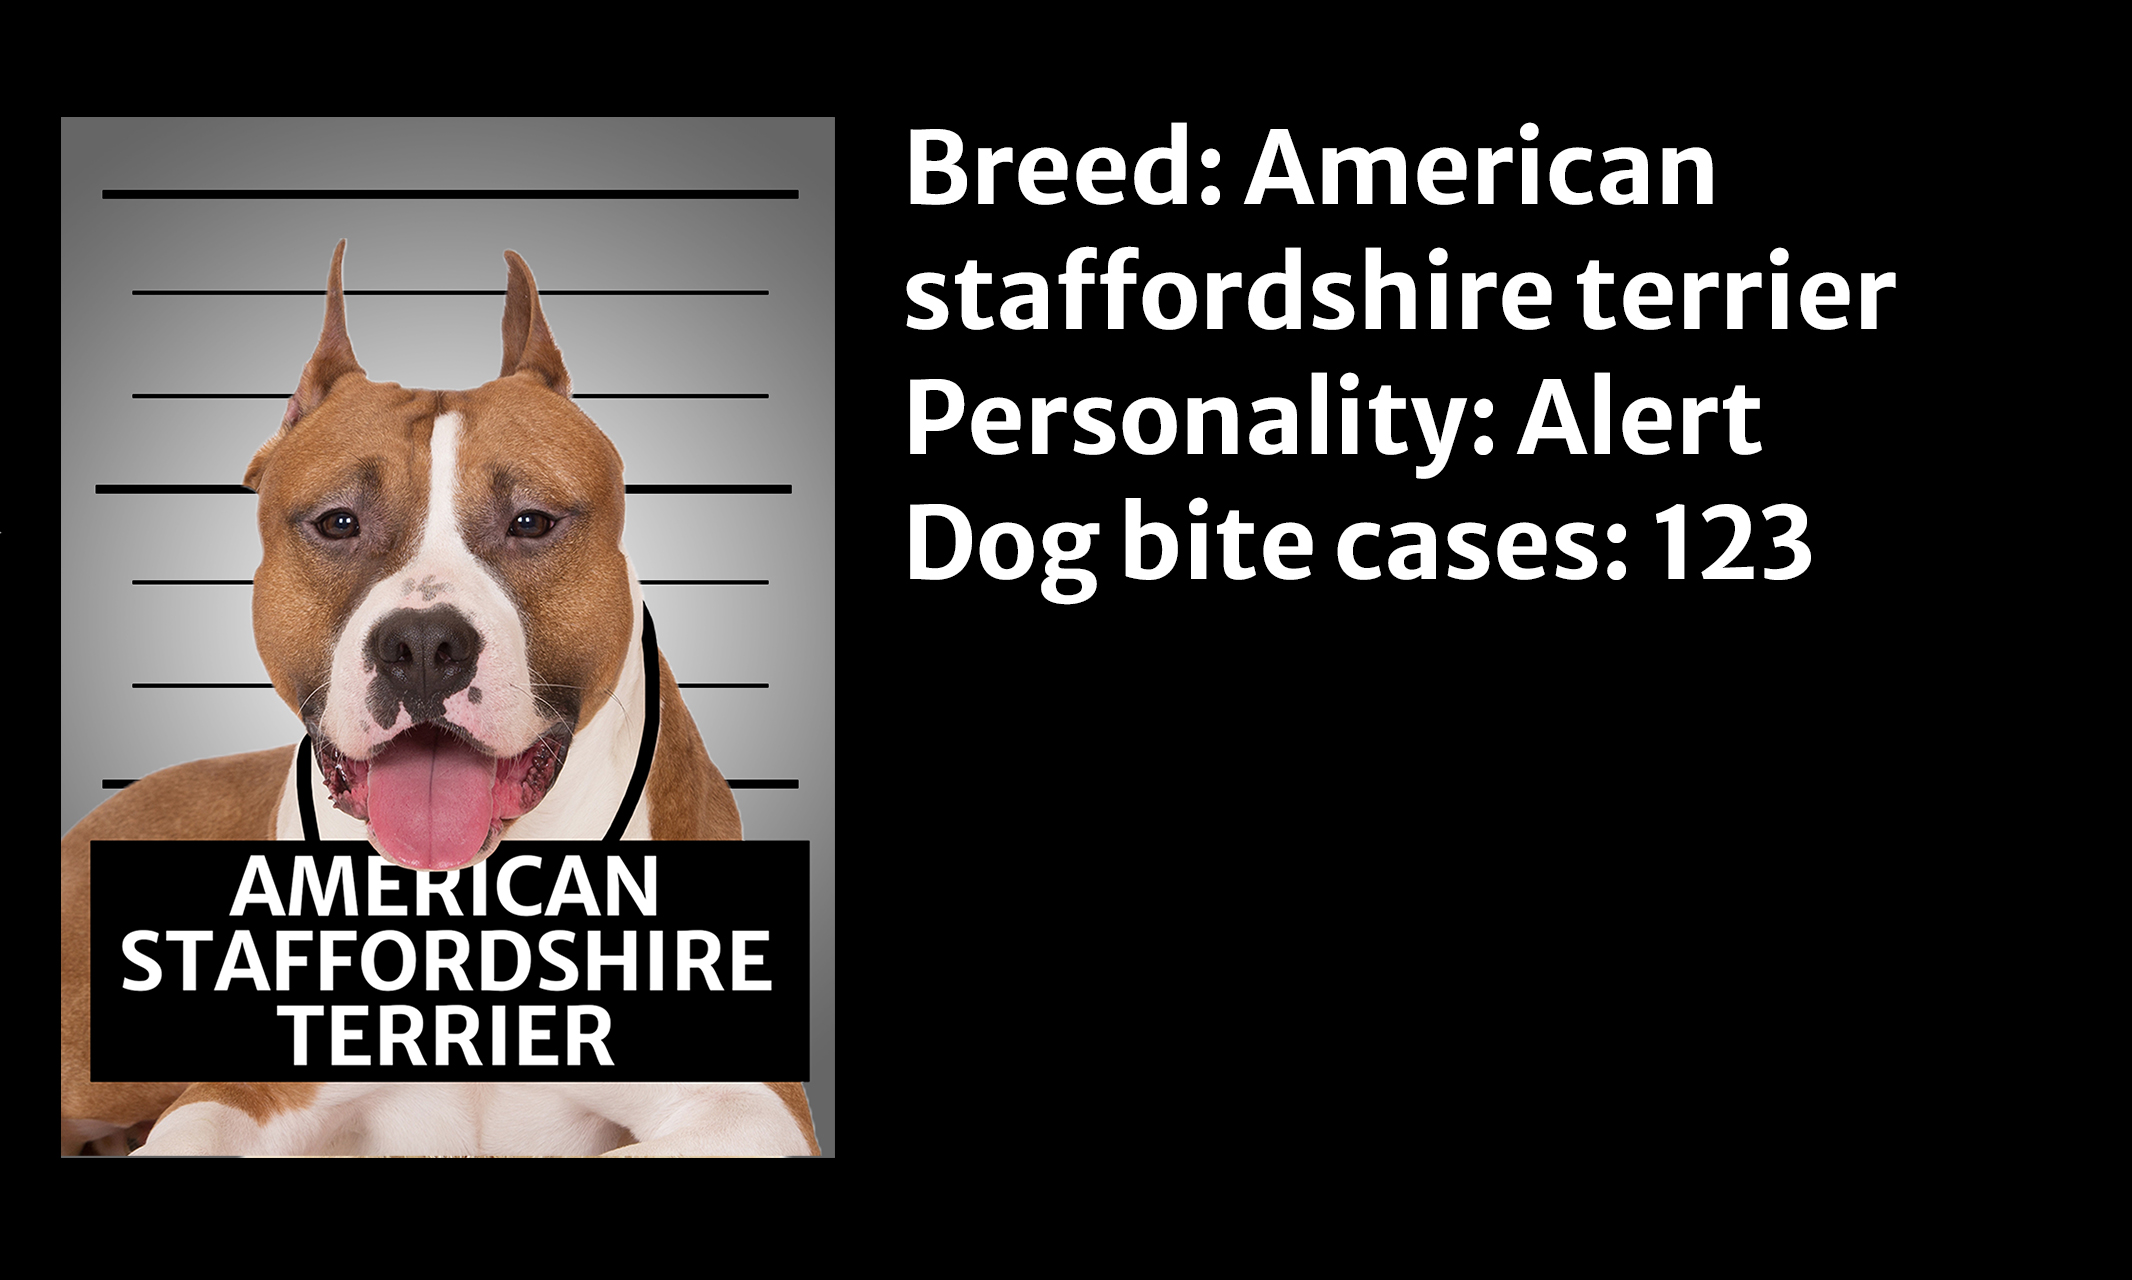 Breed: American
staffordshire terrier
Personality: Alert
Dog bite cases: 123
AMERICAN
STAFFORDSHIRE
TERRIER